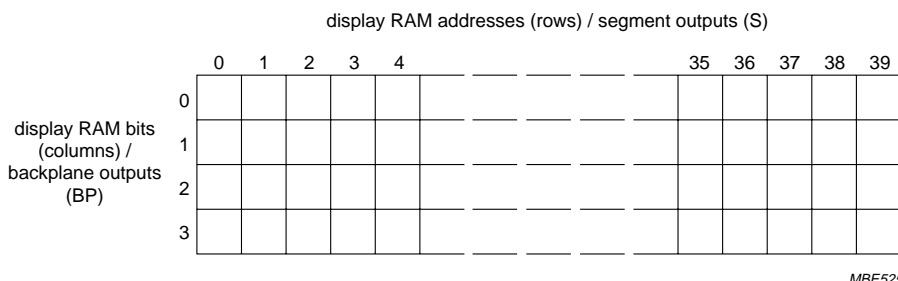 display RAM addresses (rows) / segment outputs (S)
0 1 2 3 4 35 36 37 38 39
0
display RAM bits
1
(columns) /
backplane outputs
2
(BP)
3
MBE529